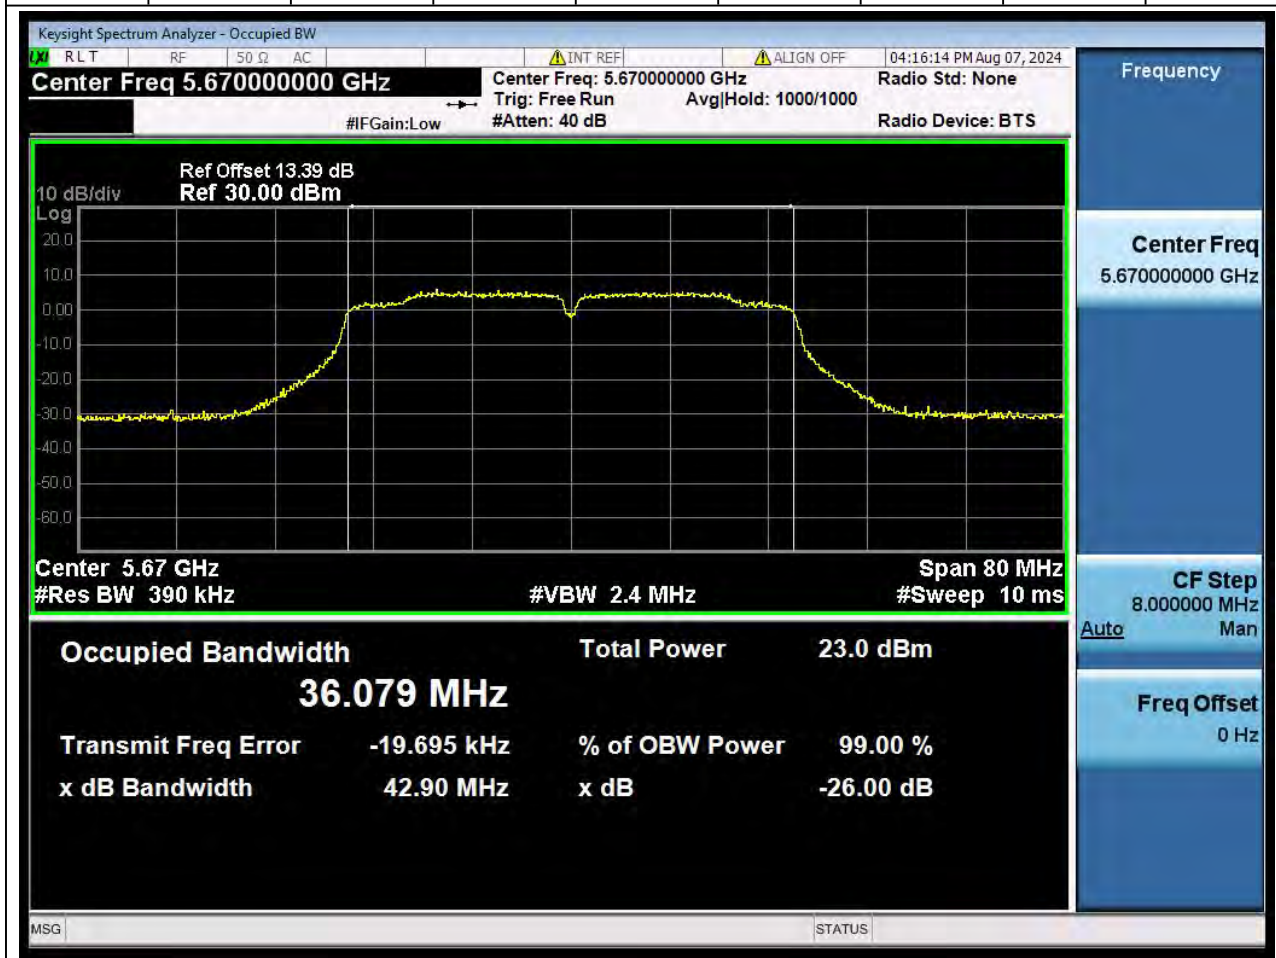 Keysight Spectrum Analyzer - Occupied BW
LXI RLT RF 50 Ω AC INT REF ALIGN OFF 04:16:14 PM Aug 07, 2024
Center Freq 5.670000000 GHz
Center Freq: 5.670000000 GHz
Radio Std: None
Trig: Free Run Avg|Hold: 1000/1000
#IFGain:Low
#Atten: 40 dB
Radio Device: BTS
Ref Offset 13.39 dB
10 dB/div Ref 30.00 dBm
Log
20.0
10.0
0.00
-10.0
-20.0
-30.0
-40.0
-50.0
-60.0
Center 5.67 GHz Span 80 MHz
#Res BW 390 kHz #VBW 2.4 MHz #Sweep 10 ms
Occupied Bandwidth Total Power 23.0 dBm
36.079 MHz
Transmit Freq Error -19.695 kHz % of OBW Power 99.00 %
x dB Bandwidth 42.90 MHz x dB -26.00 dB
Frequency
Center Freq
5.670000000 GHz
CF Step
8.000000 MHz
Auto Man
Freq Offset
0 Hz
MSG STATUS